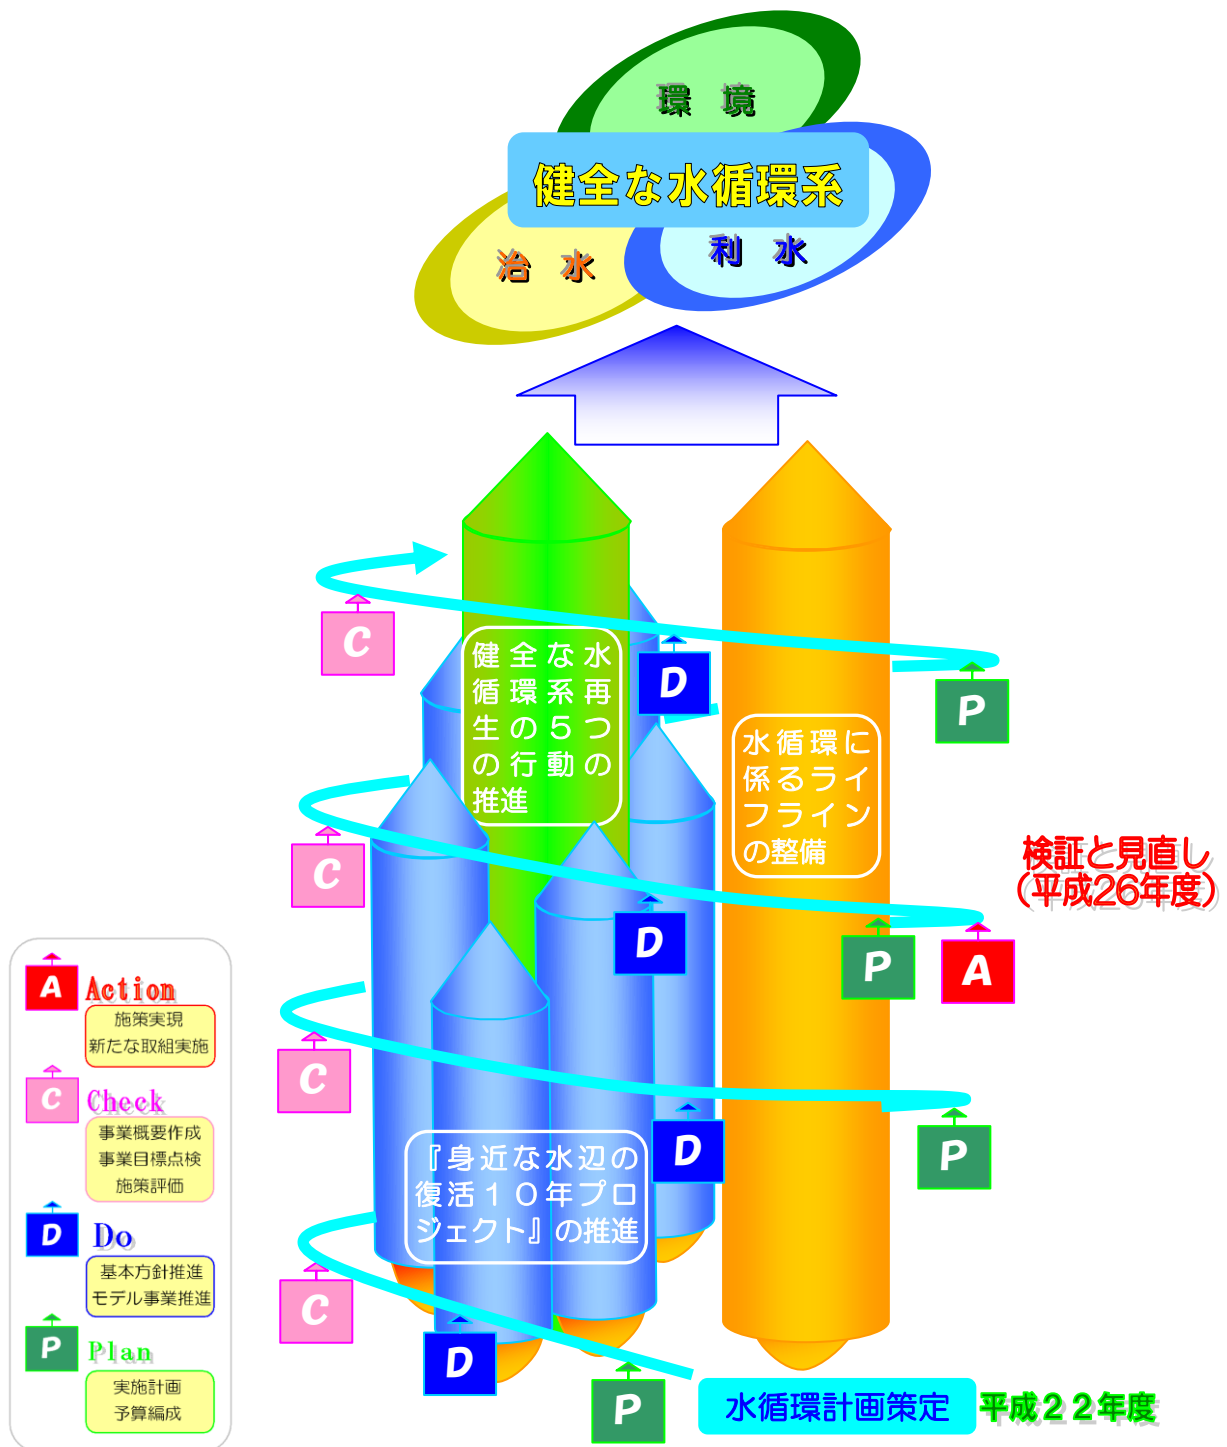 環　境
健全な水循環系
治　水
利　水
C
D
P
健全な水
循環系再
生の５つ
の行動の
推進
水循環に
係るライ
フライン
の整備
C
D
P
A
検証と見直し
(平成26年度)
C
D
P
『身近な水辺の
復活１０年プロ
ジェクト』の推進
C
D
P
水循環計画策定
平成２２年度
A
Action
施策実現
新たな取組実施
C
Check
事業概要作成
事業目標点検
施策評価
D
Do
基本方針推進
モデル事業推進
P
Plan
実施計画
予算編成